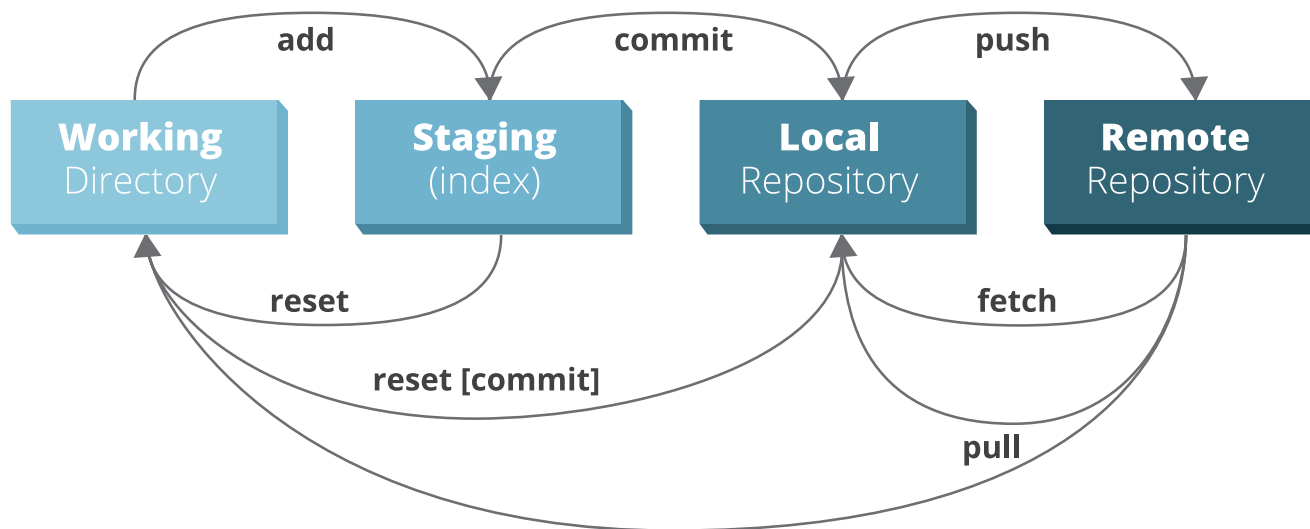 add
commit
push
Working
Directory
Staging
(index)
Local
Repository
Remote
Repository
reset
fetch
reset [commit]
pull